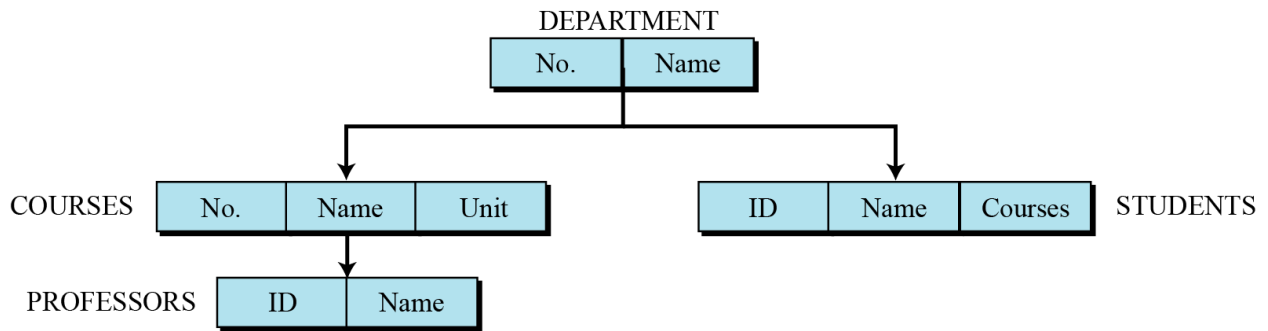 DEPARTMENT
No. Name
COURSES No. Name Unit
ID Name Courses STUDENTS
PROFESSORS ID Name